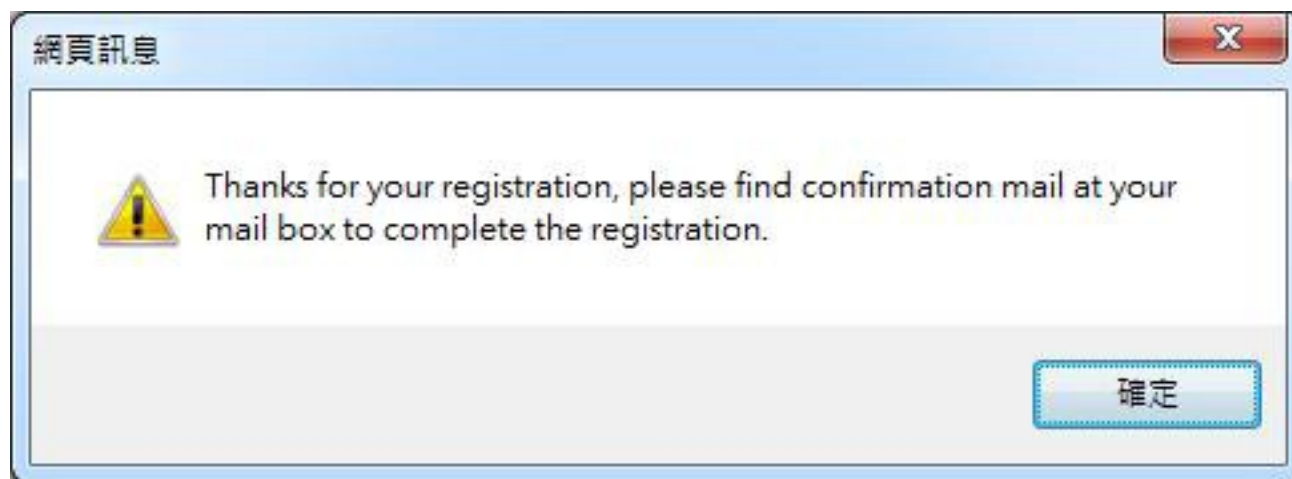 網頁訊息
Thanks for your registration, please find confirmation mail at your
mail box to complete the registration.
確定